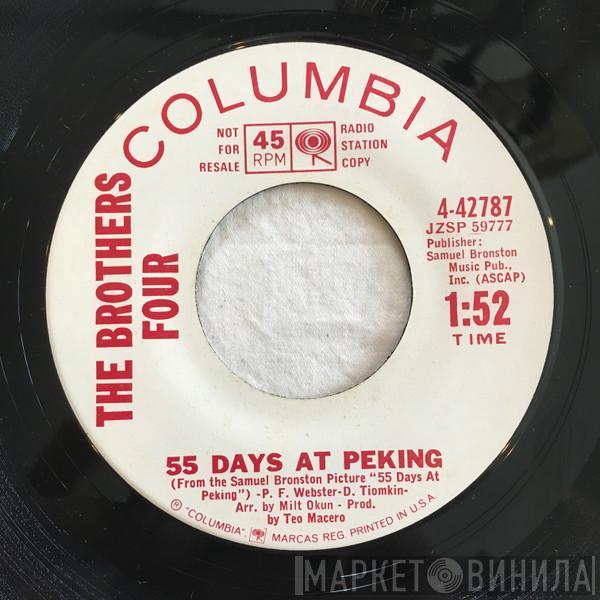 COLUMBIA
NOT
FOR
RESALE
45
RPM
RADIO
STATION
COPY
THE BROTHERS
FOUR
4-42787
JZSP 59777
Publisher:
Samuel Bronston
Music Pub.,
Inc. (ASCAP)
1:52
TIME
55 DAYS AT PEKING
(From the Samuel Bronston Picture "55 Days At
Peking") -P. F. Webster-D. Tiomkin-
Arr. by Milt Okun - Prod.
by Teo Macero
® "COLUMBIA". MARCAS REG. PRINTED IN U.S.A.
МАРКЕТ ВИНИЛА